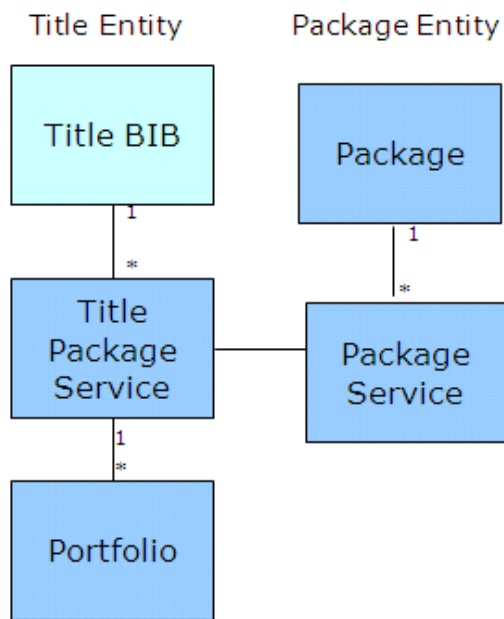 Title Entity
Package Entity
Title BIB
Package
1
1
*
*
Title
Package
Service
Package
Service
1
*
Portfolio